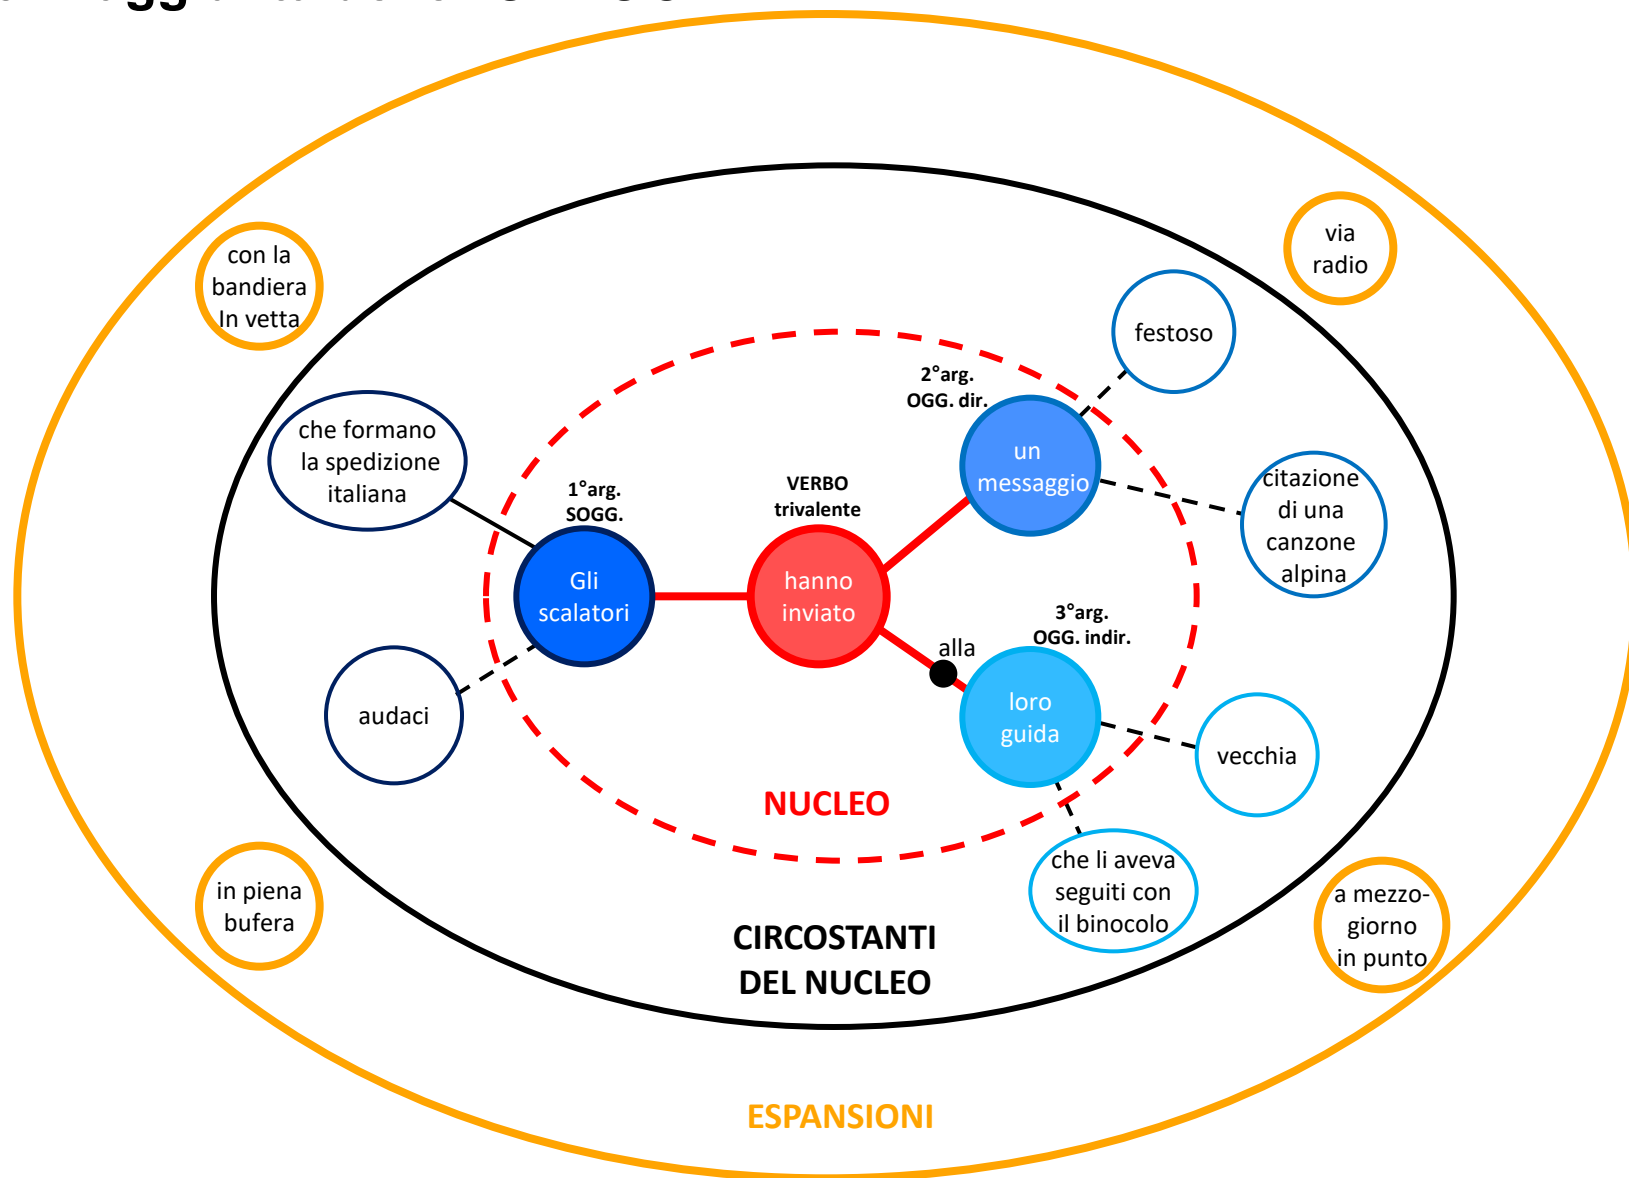 con la
bandiera
In vetta
via
radio
festoso
2°arg.
OGG. dir.
che formano
la spedizione
italiana
un
messaggio
citazione
di una
canzone
alpina
1°arg.
SOGG.
VERBO
trivalente
Gli
scalatori
hanno
inviato
3°arg.
OGG. indir.
alla
loro
guida
audaci
vecchia
NUCLEO
che li aveva
seguiti con
il binocolo
in piena
bufera
a mezzo-
giorno
in punto
CIRCOSTANTI
DEL NUCLEO
ESPANSIONI